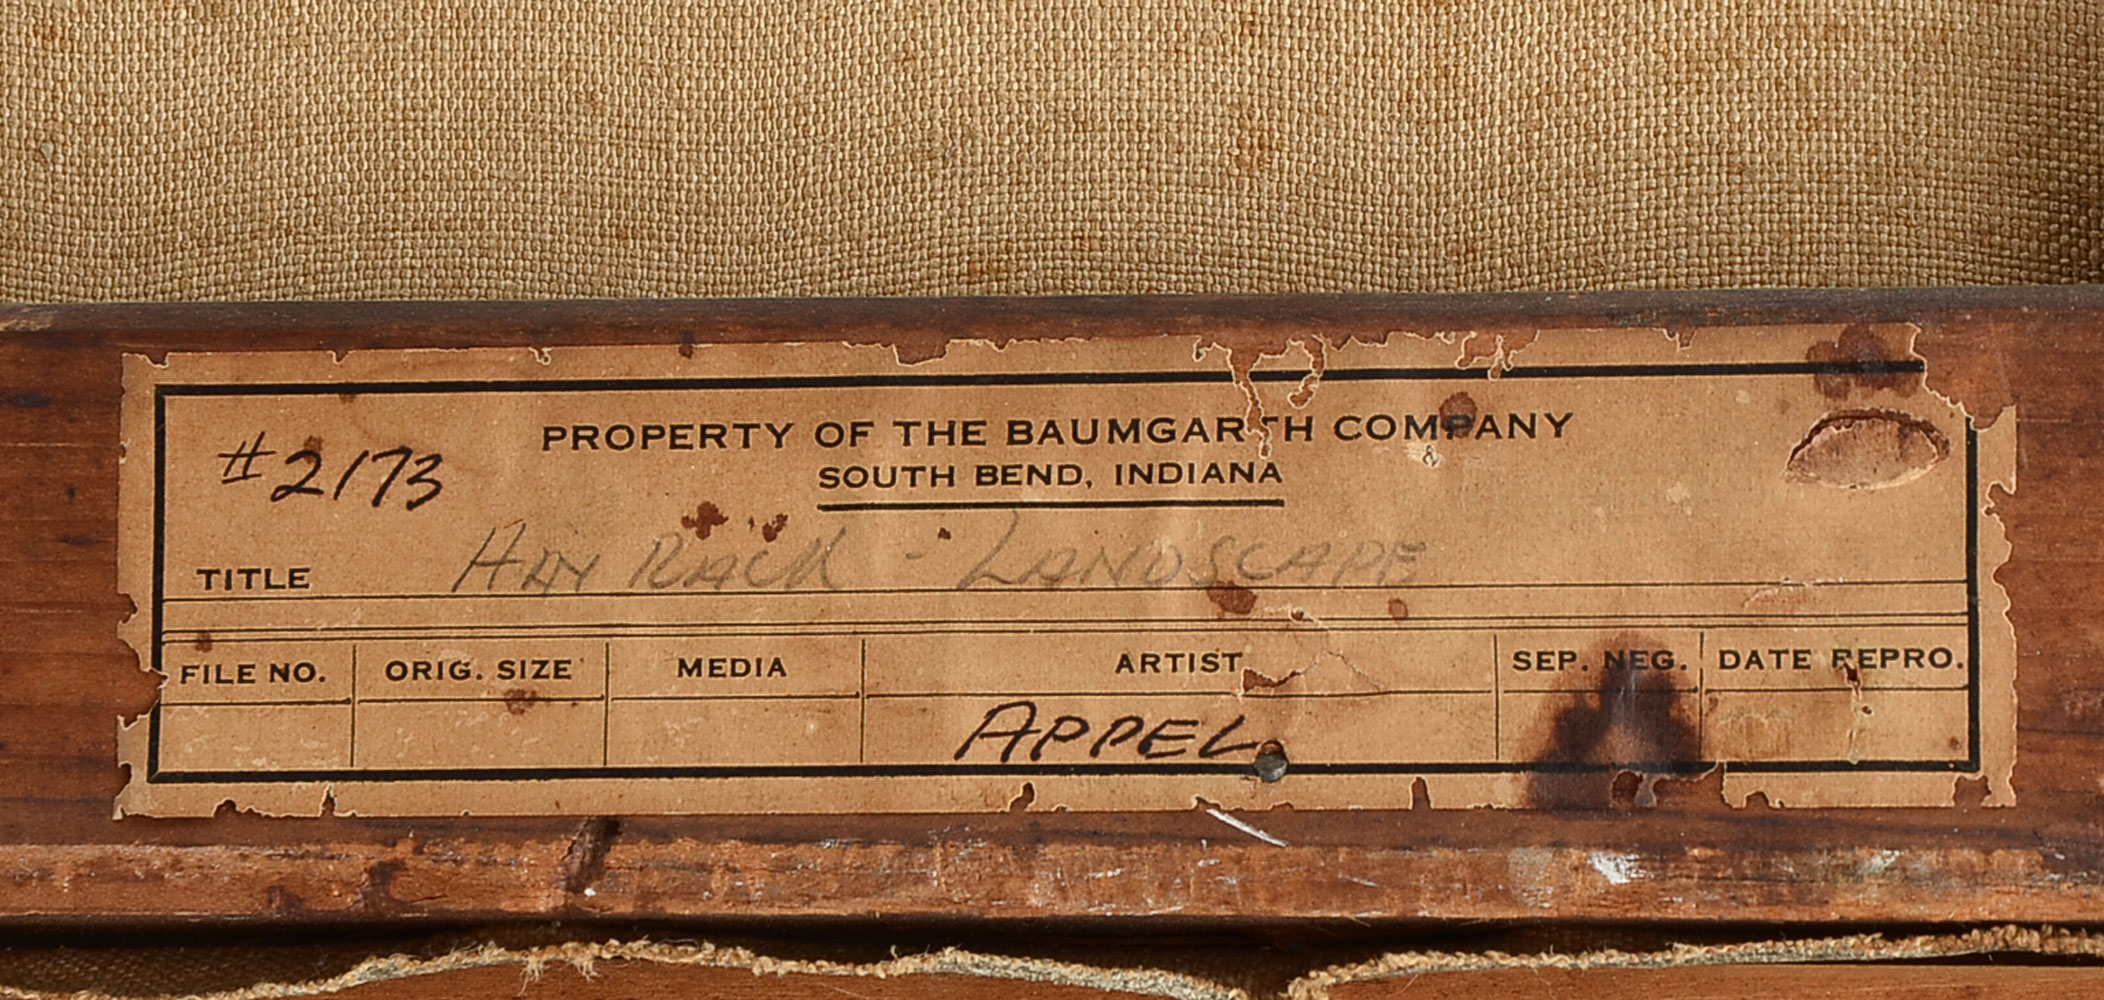 #2173
PROPERTY OF THE BAUMGARTH COMPANY
SOUTH BEND, INDIANA
TITLE HAY RACK - LANDSCAPE
FILE NO. ORIG. SIZE MEDIA ARTIST SEP. NEG. DATE REPRO.
APPEL